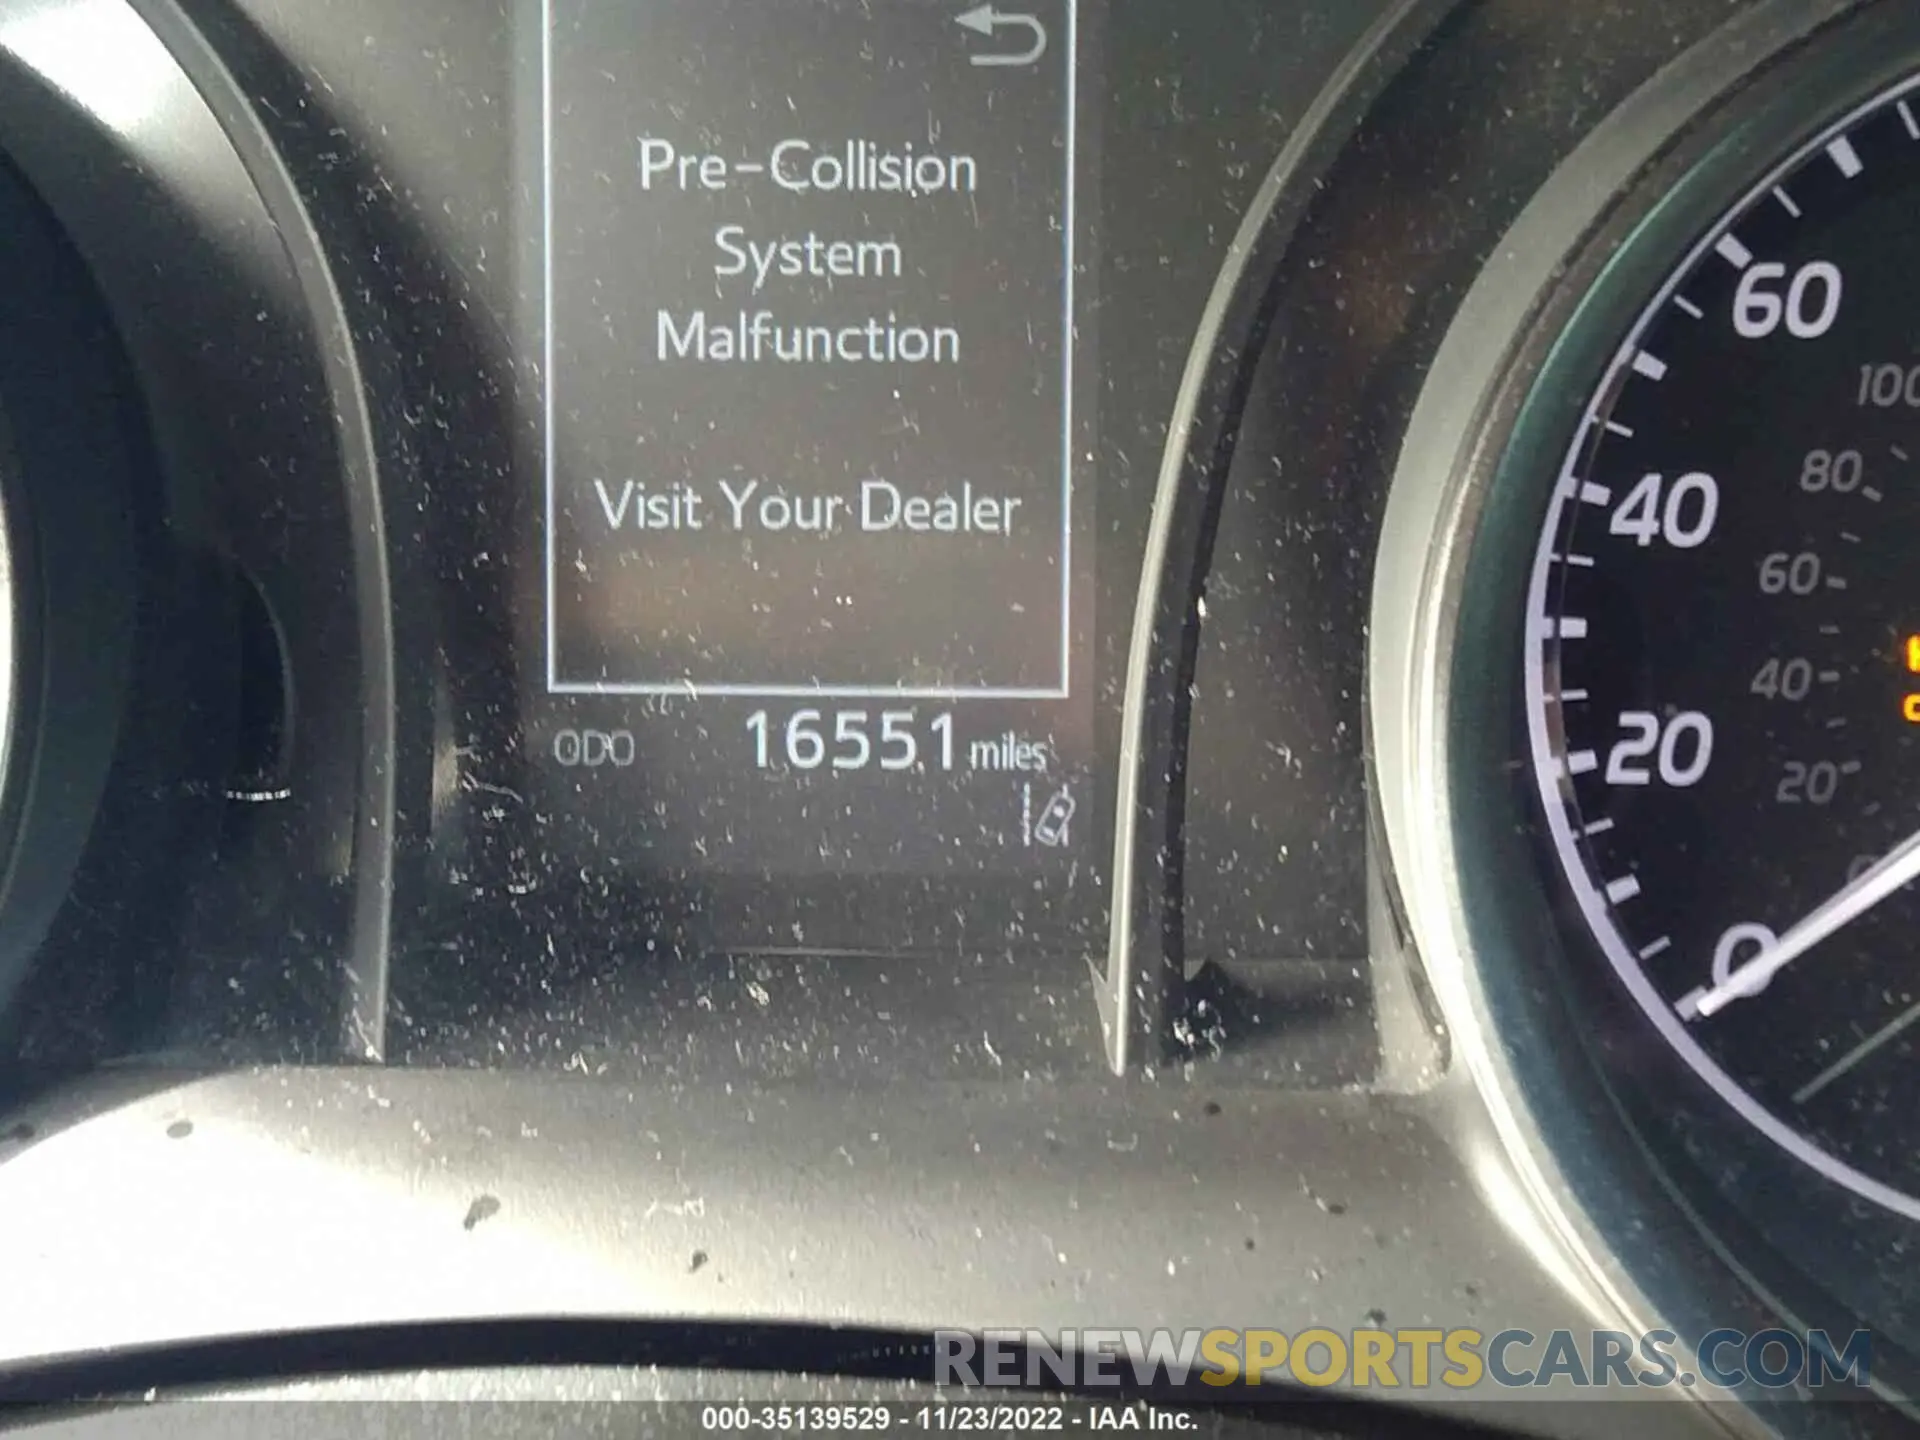 Pre-Collision
System
Malfunction
Visit Your Dealer
ODO 16551 miles
60
40
20
0
100
80
60
40
20
RENEWSPORTSCARS.COM
000-35139529 - 11/23/2022 - IAA Inc.